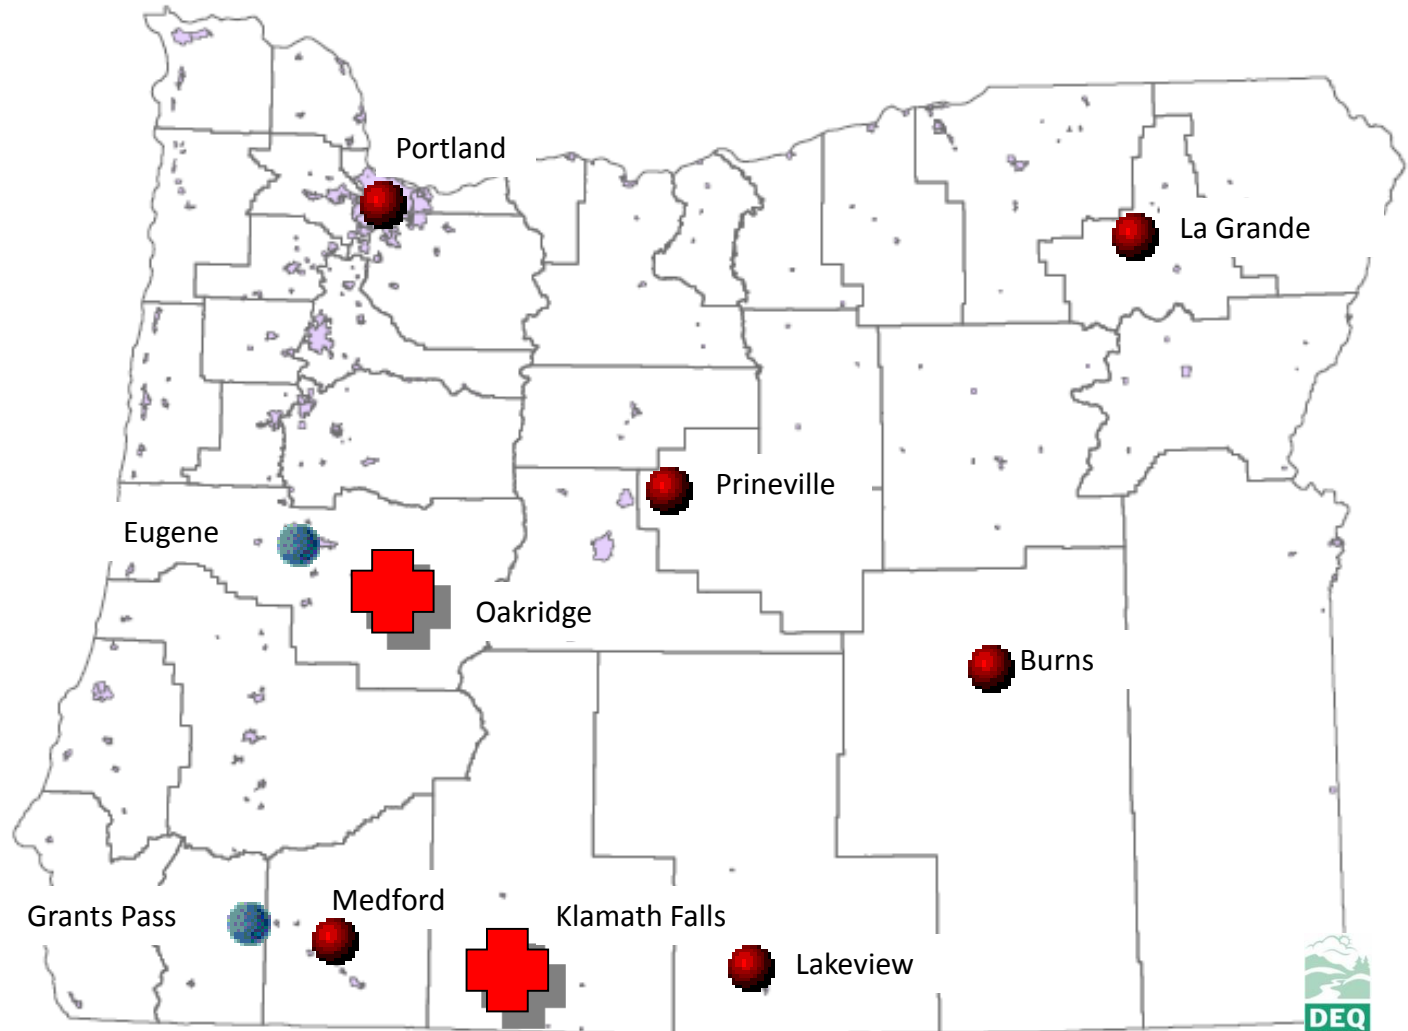 Portland
La Grande
Prineville
Eugene
Oakridge
Burns
Medford
Grants Pass
Klamath Falls
Lakeview
DEQ